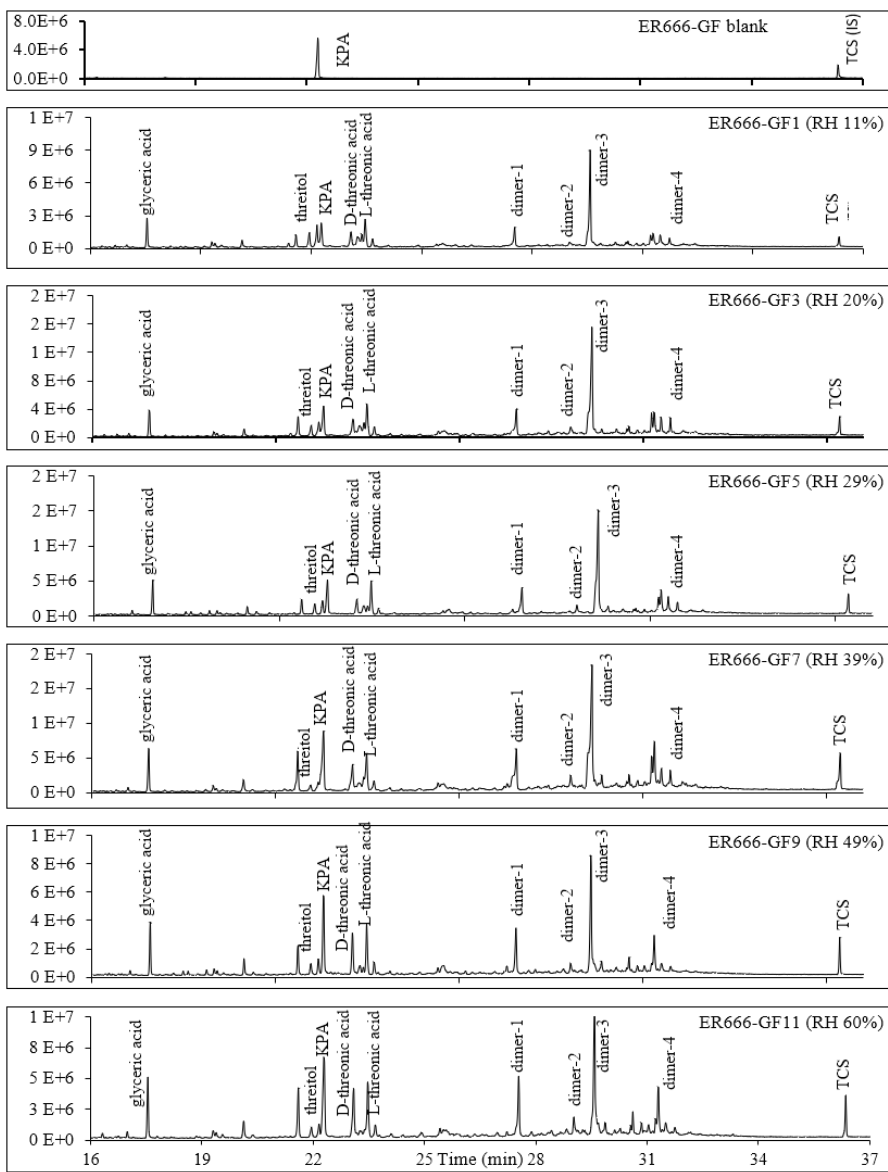 ER666-GF blank
8.0E+6
4.0E+6
0.0E+0
KPA
TCS (IS)
ER666-GF1 (RH 11%)
1 E+7
9 E+6
6 E+6
3 E+6
0 E+0
glyceric acid
threitol
KPA
D-threonic acid
L-threonic acid
dimer-1
dimer-2
dimer-3
dimer-4
TCS
ER666-GF3 (RH 20%)
2 E+7
2 E+7
1 E+7
8 E+6
4 E+6
0 E+0
glyceric acid
threitol
KPA
D-threonic acid
L-threonic acid
dimer-1
dimer-2
dimer-3
dimer-4
TCS
ER666-GF5 (RH 29%)
2 E+7
2 E+7
1 E+7
5 E+6
0 E+0
glyceric acid
threitol
KPA
D-threonic acid
L-threonic acid
dimer-1
dimer-2
dimer-3
dimer-4
TCS
ER666-GF7 (RH 39%)
2 E+7
2 E+7
1 E+7
5 E+6
0 E+0
glyceric acid
threitol
KPA
D-threonic acid
L-threonic acid
dimer-1
dimer-2
dimer-3
dimer-4
TCS
ER666-GF9 (RH 49%)
1 E+7
8 E+6
6 E+6
4 E+6
2 E+6
0 E+0
glyceric acid
threitol
KPA
D-threonic acid
L-threonic acid
dimer-1
dimer-2
dimer-3
dimer-4
TCS
ER666-GF11 (RH 60%)
1 E+7
8 E+6
5 E+6
3 E+6
0 E+0
glyceric acid
threitol
KPA
D-threonic acid
L-threonic acid
dimer-1
dimer-2
dimer-3
dimer-4
TCS
16 19 22 25 Time (min) 28 31 34 37